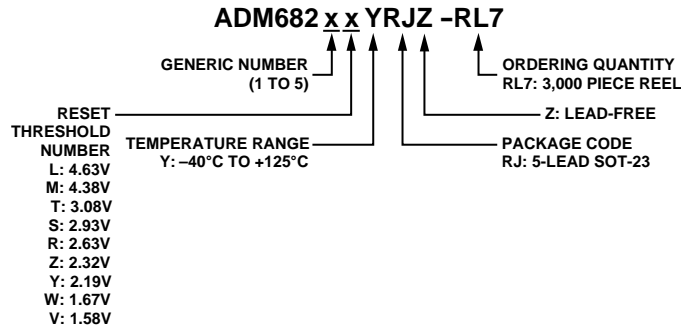 ADM682 x x YRJZ –RL7
GENERIC NUMBER
(1 TO 5)
ORDERING QUANTITY
RL7: 3,000 PIECE REEL
RESET
THRESHOLD
NUMBER
L: 4.63V
M: 4.38V
T: 3.08V
S: 2.93V
R: 2.63V
Z: 2.32V
Y: 2.19V
W: 1.67V
V: 1.58V
Z: LEAD-FREE
TEMPERATURE RANGE
Y: –40°C TO +125°C
PACKAGE CODE
RJ: 5-LEAD SOT-23